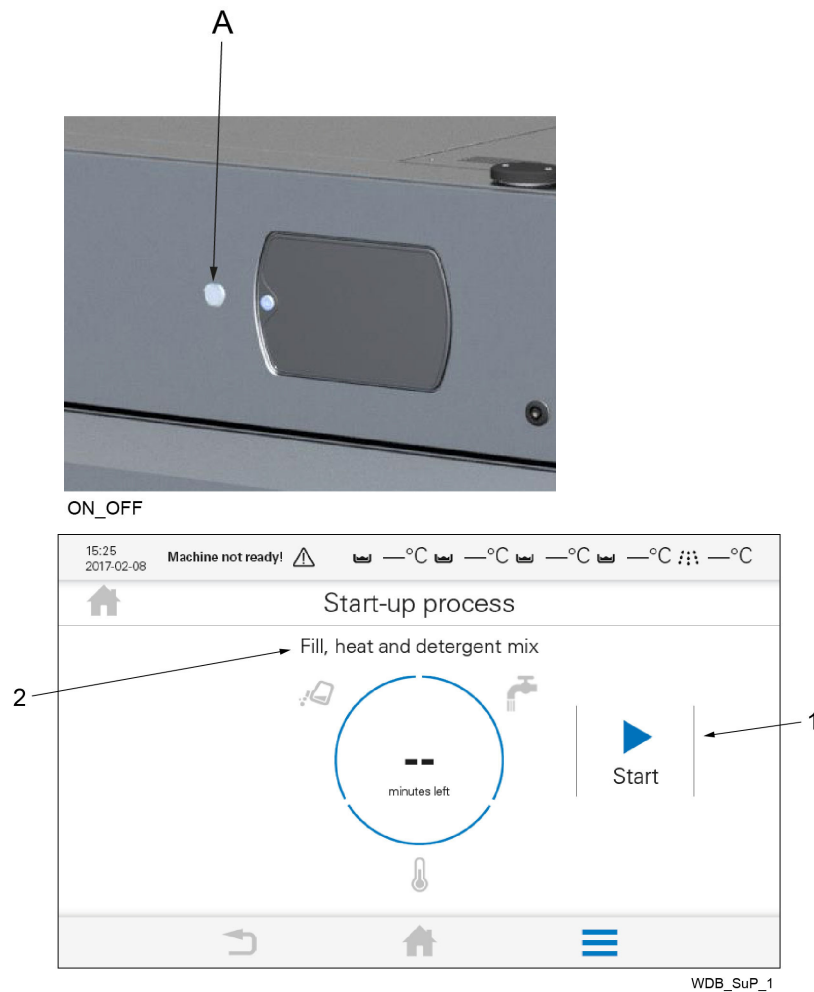 A
ON_OFF
15:25
2017-02-08
Machine not ready!
—°C —°C —°C —°C —°C
Start-up process
Fill, heat and detergent mix
2
--
minutes left
1
Start
WDB_SuP_1